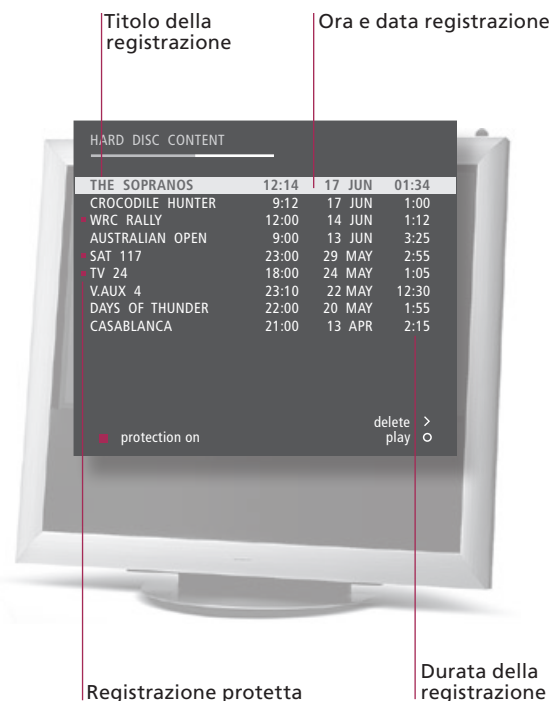 Titolo della
registrazione
Ora e data registrazione
HARD DISC CONTENT
THE SOPRANOS 12:14 17 JUN 01:34
CROCODILE HUNTER 9:12 17 JUN 1:00
WRC RALLY 12:00 14 JUN 1:12
AUSTRALIAN OPEN 9:00 13 JUN 3:25
SAT 117 23:00 29 MAY 2:55
TV 24 18:00 24 MAY 1:05
V.AUX 4 23:10 22 MAY 12:30
DAYS OF THUNDER 22:00 20 MAY 1:55
CASABLANCA 21:00 13 APR 2:15
delete >
protection on play
Registrazione protetta
Durata della
registrazione